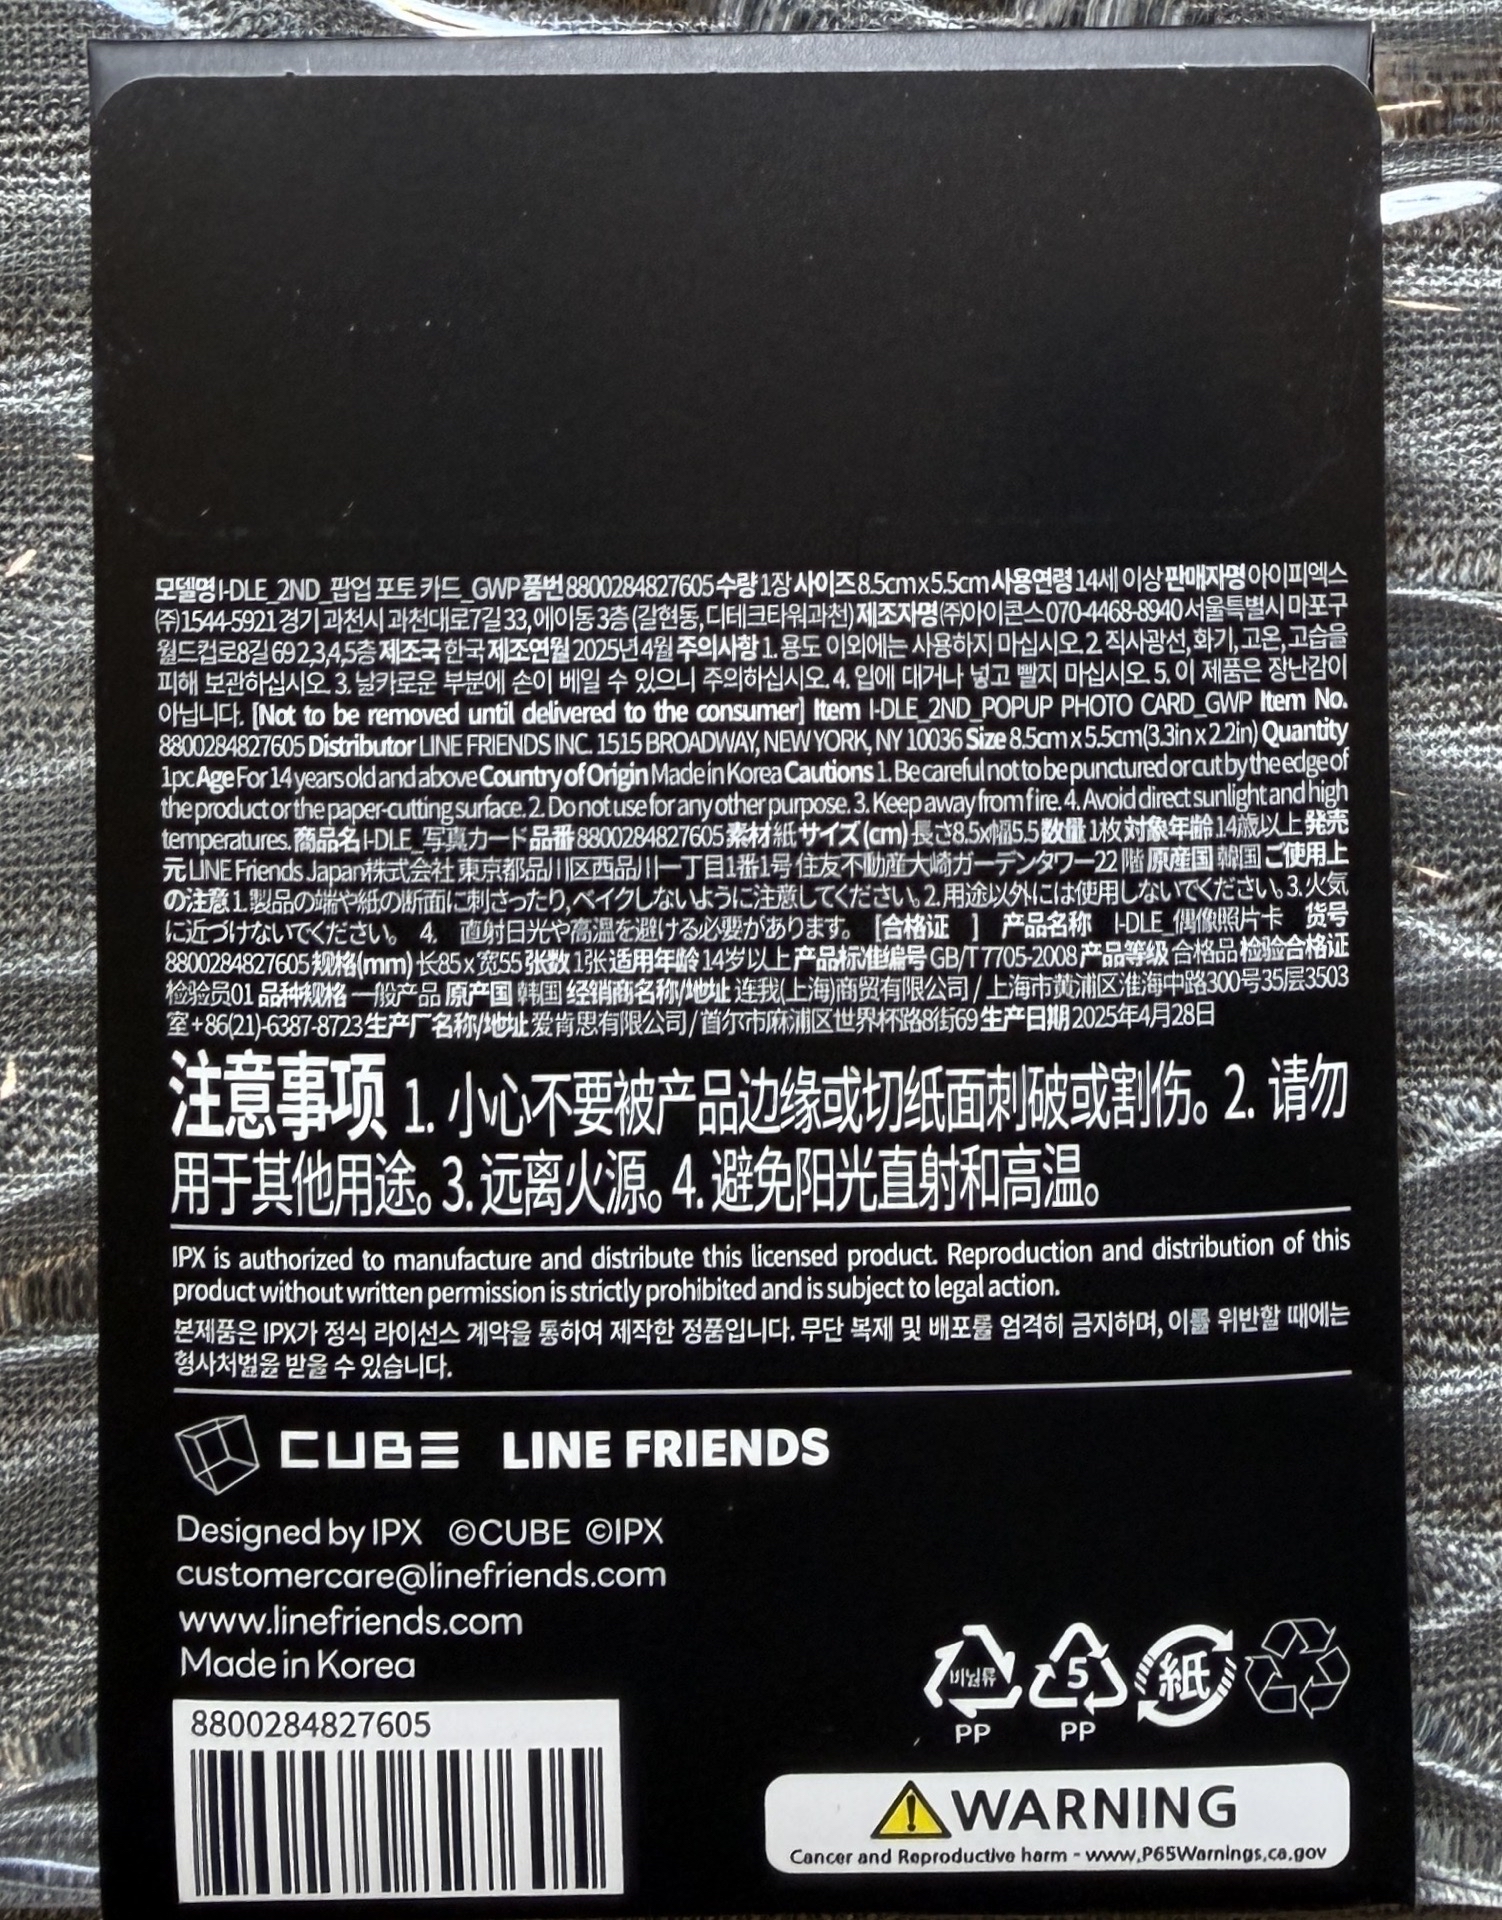 모델명 I-DLE_2ND_팝업 포토 카드_GWP 품번 8800284827605 수량 1장 사이즈 8.5cm x 5.5cm 사용연령 14세 이상 판매자명 아이피엑스
㈜ 1544-5921 경기 과천시 과천대로7길 33, 에이동 3층 (갈현동, 디테크타워과천) 제조자명 ㈜아이콘스 070-4468-8940 서울특별시 마포구
월드컵로8길 69 2,3,4,5층 제조국 한국 제조연월 2025년 4월 주의사항 1. 용도 이외에는 사용하지 마십시오. 2. 직사광선, 화기, 고온, 고습을
피해 보관하십시오. 3. 날카로운 부분에 손이 베일 수 있으니 주의하십시오. 4. 입에 대거나 넣고 빨지 마십시오. 5. 이 제품은 장난감이
아닙니다. [Not to be removed until delivered to the consumer] Item I-DLE_2ND_POPUP PHOTO CARD_GWP Item No.
8800284827605 Distributor LINE FRIENDS INC. 1515 BROADWAY, NEW YORK, NY 10036 Size 8.5cm x 5.5cm(3.3in x 2.2in) Quantity
1pc Age For 14 years old and above Country of Origin Made in Korea Cautions 1. Be careful not to be punctured or cut by the edge of
the product or the paper-cutting surface. 2. Do not use for any other purpose. 3. Keep away from fire. 4. Avoid direct sunlight and high
temperatures. 商品名 I-DLE_写真カード 品番 8800284827605 素材 紙 サイズ (cm) 長さ8.5x幅5.5 数量 1枚 対象年齢 14歳以上 発売
元 LINE Friends Japan株式会社 東京都品川区西品川一丁目1番1号 住友不動産大崎ガーデンタワー22 階 原産国 韓国 ご使用上
の注意 1. 製品の端や紙の断面に刺さったり,ベイクしないように注意してください。2. 用途以外には使用しないでください。3. 火気
に近づけないでください。 4. 直射日光や高温を避ける必要があります。 [合格证 ] 产品名称 I-DLE_偶像照片卡 货号
8800284827605 规格(mm) 长85 x 宽55 张数 1张 适用年龄 14岁以上 产品标准编号 GB/T 7705-2008 产品等级 合格品 检验合格证
检验员01 品种规格 一般产品 原产国 韩国 经销商名称/地址 连我(上海)商贸有限公司 / 上海市黄浦区淮海中路300号35层3503
室 +86(21)-6387-8723 生产厂名称/地址 爱肯思有限公司/ 首尔市麻浦区世界杯路8街69 生产日期 2025年4月28日
注意事项 1. 小心不要被产品边缘或切纸面刺破或割伤。2. 请勿
用于其他用途。3. 远离火源。4. 避免阳光直射和高温。
IPX is authorized to manufacture and distribute this licensed product. Reproduction and distribution of this
product without written permission is strictly prohibited and is subject to legal action.
본제품은 IPX가 정식 라이선스 계약을 통하여 제작한 정품입니다. 무단 복제 및 배포를 엄격히 금지하며, 이를 위반할 때에는
형사처벌을 받을 수 있습니다.
CUBE LINE FRIENDS
Designed by IPX ©CUBE ©IPX
customercare@linefriends.com
www.linefriends.com
Made in Korea
비닐류 5 紙
PP PP
8800284827605
WARNING
Cancer and Reproductive harm - www.P65Warnings.ca.gov